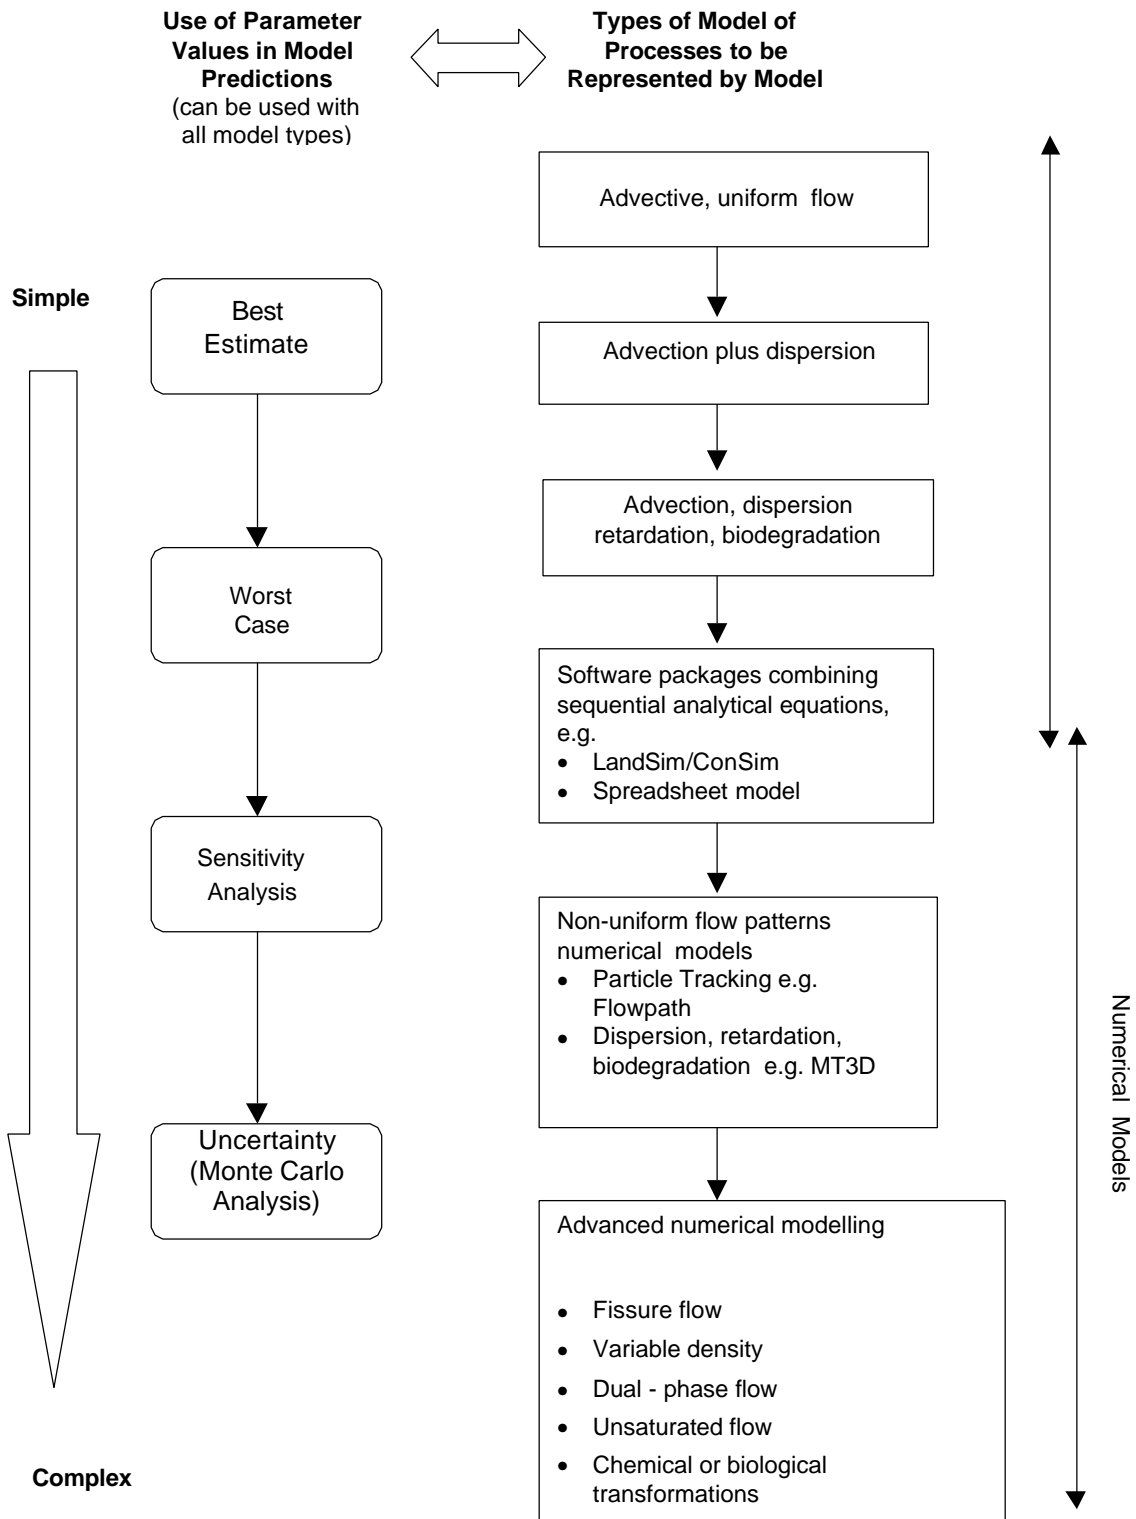 Use of Parameter
Values in Model
Predictions
(can be used with
all model types)
Types of Model of
Processes to be
Represented by Model
Simple
Best
Estimate
Worst
Case
Sensitivity
Analysis
Uncertainty
(Monte Carlo
Analysis)
Complex
Advective, uniform flow
Advection plus dispersion
Advection, dispersion
retardation, biodegradation
Software packages combining
sequential analytical equations,
e.g.
• LandSim/ConSim
• Spreadsheet model
Non-uniform flow patterns
numerical models
• Particle Tracking e.g.
Flowpath
• Dispersion, retardation,
biodegradation e.g. MT3D
Advanced numerical modelling
• Fissure flow
• Variable density
• Dual - phase flow
• Unsaturated flow
• Chemical or biological
transformations
Numerical Models